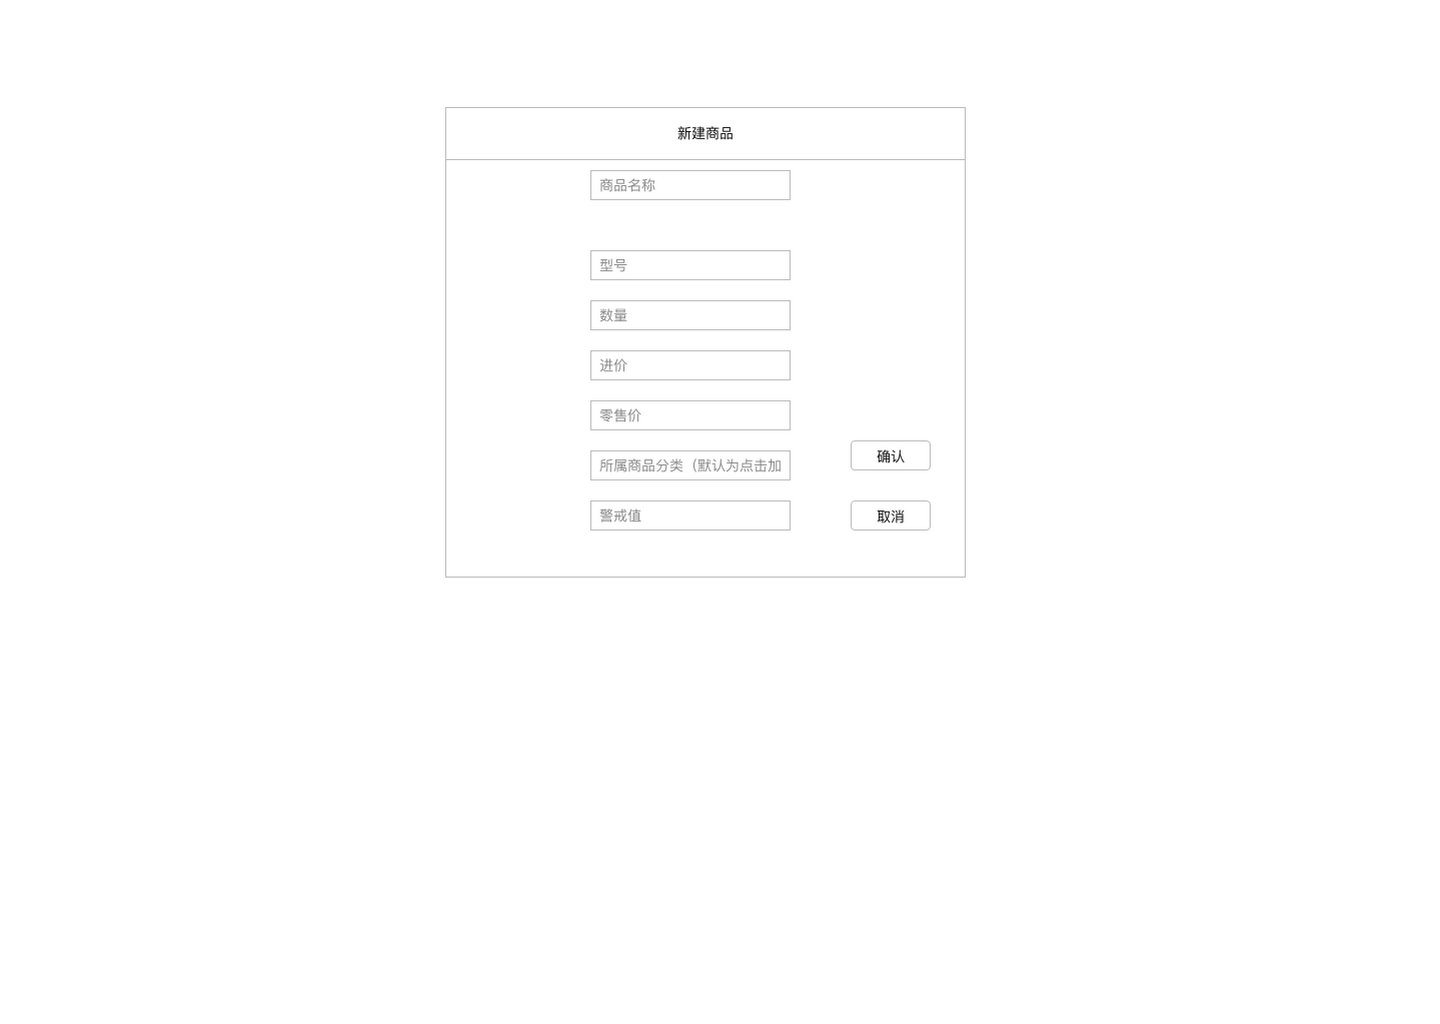 新建商品
商品名称
型号
数量
进价
零售价
所属商品分类（默认为点击加
警戒值
确认
取消